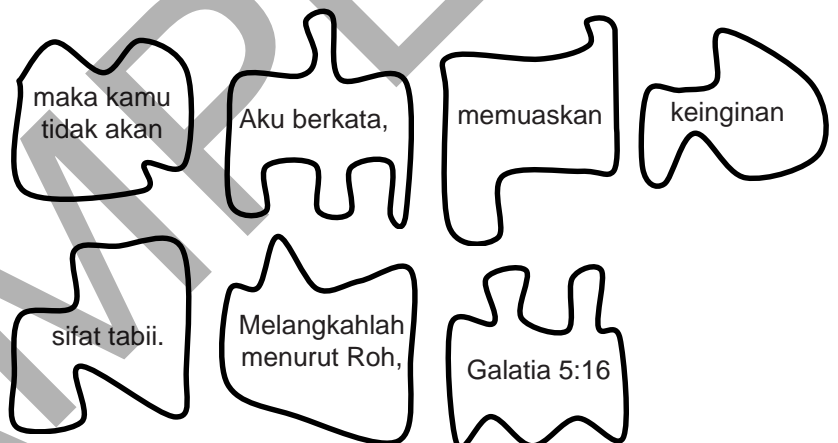 maka kamu
tidak akan
Aku berkata,
memuaskan
keinginan
sifat tabii.
Melangkahlah
menurut Roh,
Galatia 5:16